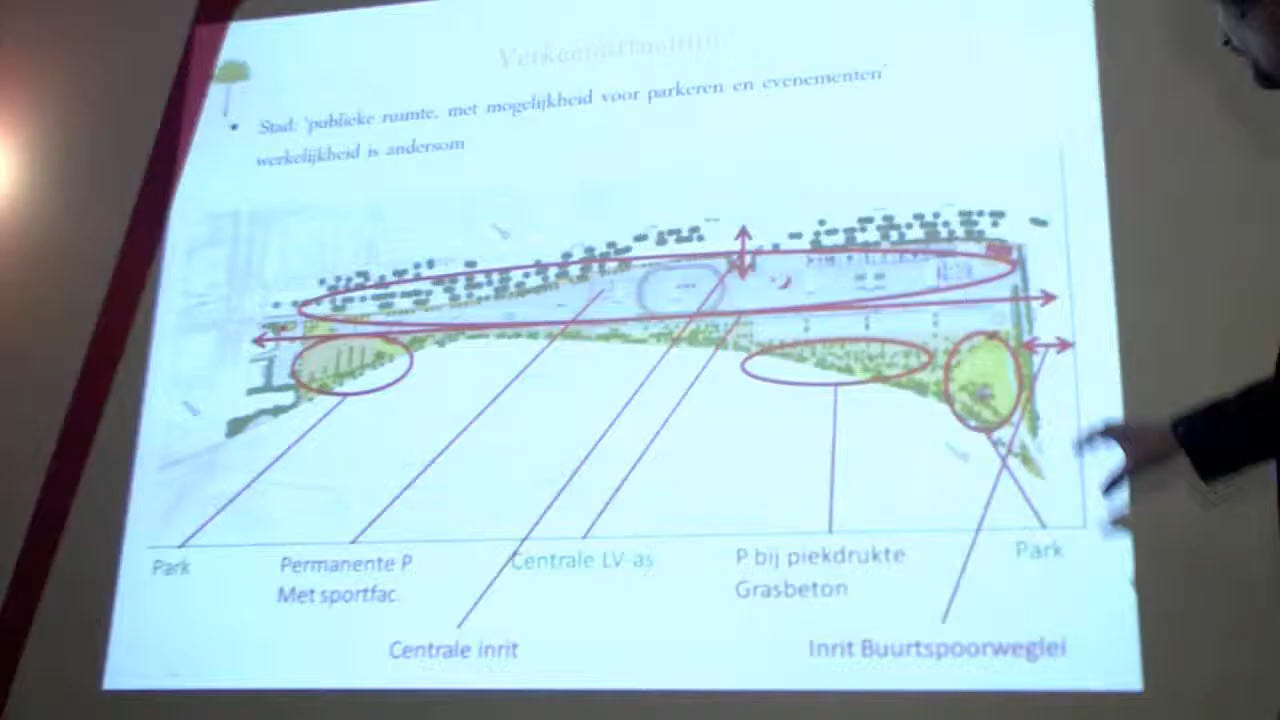 • Stad: 'publieke ruimte, met mogelijkheid voor parkeren en evenementen'
werkelijkheid is andersom
Park
Permanente P
Met sportfac.
Centrale LV-as
P bij piekdrukte
Grasbeton
Park
Centrale inrit
Inrit Buurtspoorweglei